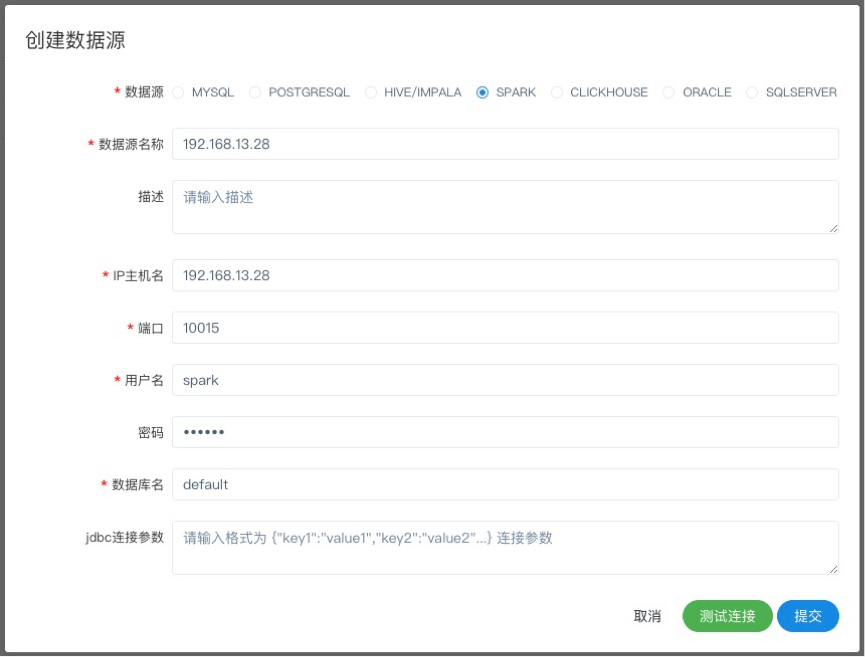 创建数据源
* 数据源 MYSQL POSTGRESQL HIVE/IMPALA SPARK CLICKHOUSE ORACLE SQLSERVER
* 数据源名称 192.168.13.28
描述 请输入描述
* IP主机名 192.168.13.28
* 端口 10015
* 用户名 spark
密码 ••••••
* 数据库名 default
jdbc连接参数 请输入格式为 {"key1":"value1","key2":"value2"...} 连接参数
取消 测试连接 提交